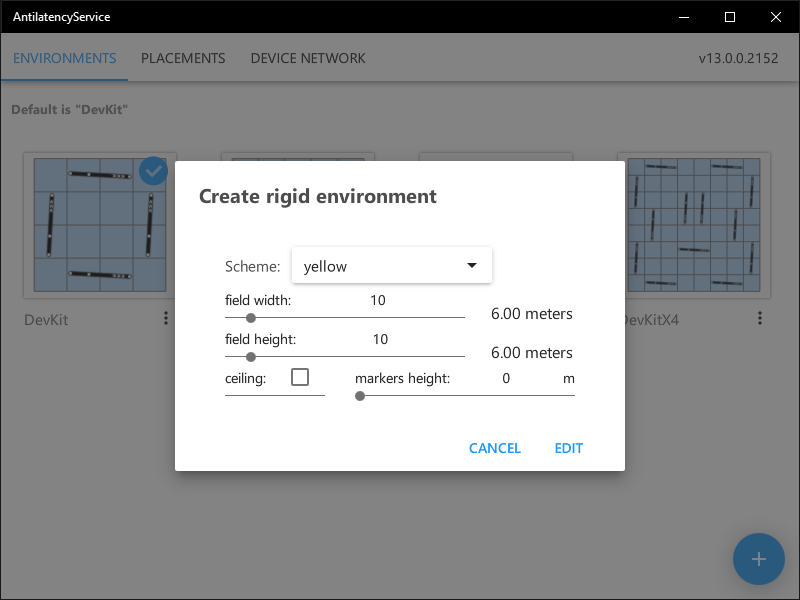 AntilatencyService
ENVIRONMENTS PLACEMENTS DEVICE NETWORK v13.0.0.2152
Default is "DevKit"
Create rigid environment
Scheme: yellow
field width: 10 6.00 meters
field height: 10 6.00 meters
ceiling: markers height: 0 m
CANCEL EDIT
DevKit
DevKitX4